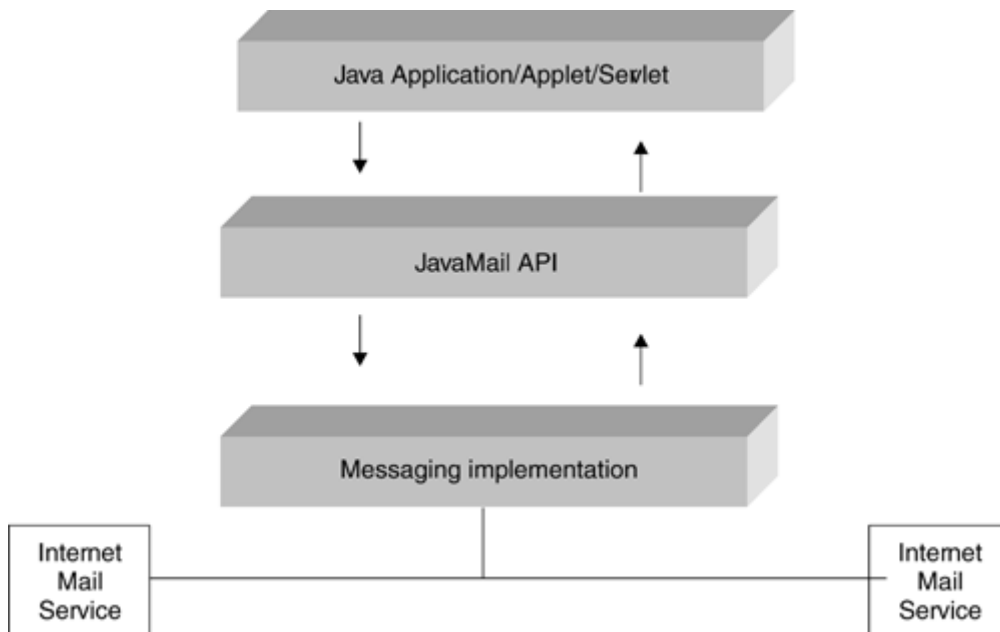 Java Application/Applet/Servlet
JavaMail API
Messaging implementation
Internet
Mail
Service
Internet
Mail
Service